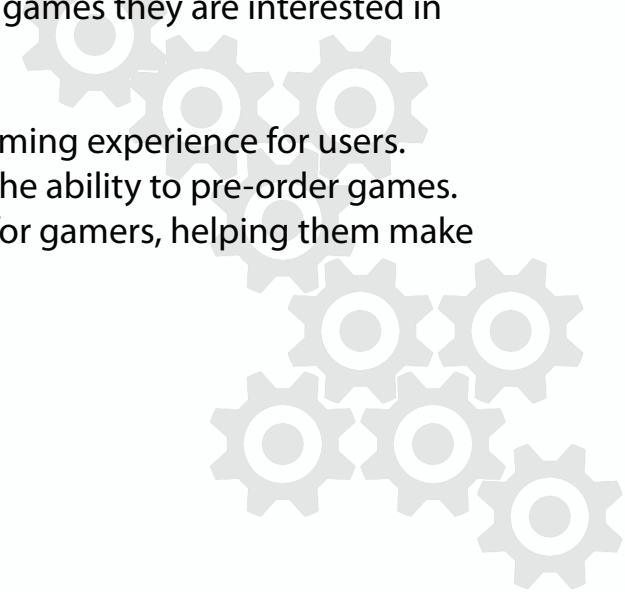 games they are interested in
ming experience for users.
he ability to pre-order games.
or gamers, helping them make